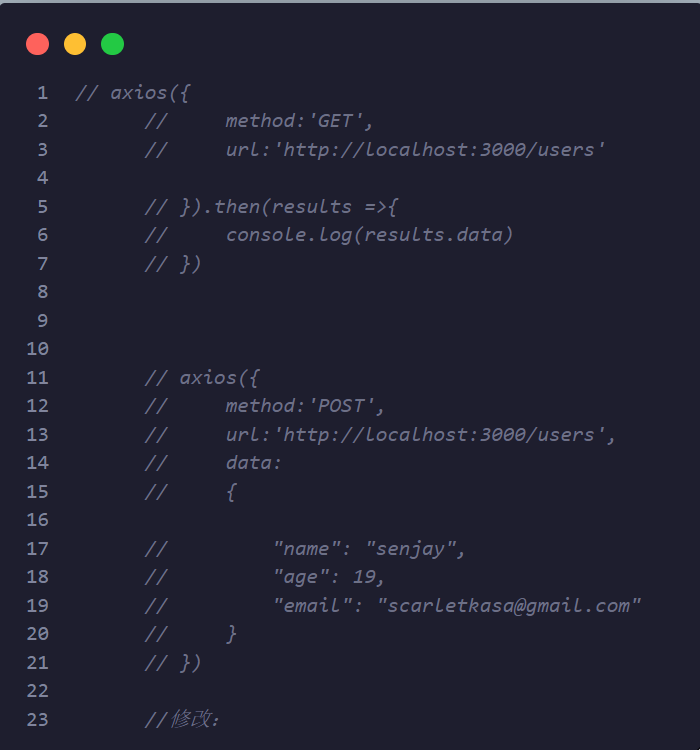 1 // axios({
2 //     method:'GET',
3 //     url:'http://localhost:3000/users'
4
5 // }).then(results =>{
6 //     console.log(results.data)
7 // })
8
9
10
11 // axios({
12 //     method:'POST',
13 //     url:'http://localhost:3000/users',
14 //     data:
15 //     {
16
17 //         "name": "senjay",
18 //         "age": 19,
19 //         "email": "scarletkasa@gmail.com"
20 //     }
21 // })
22
23 //修改：